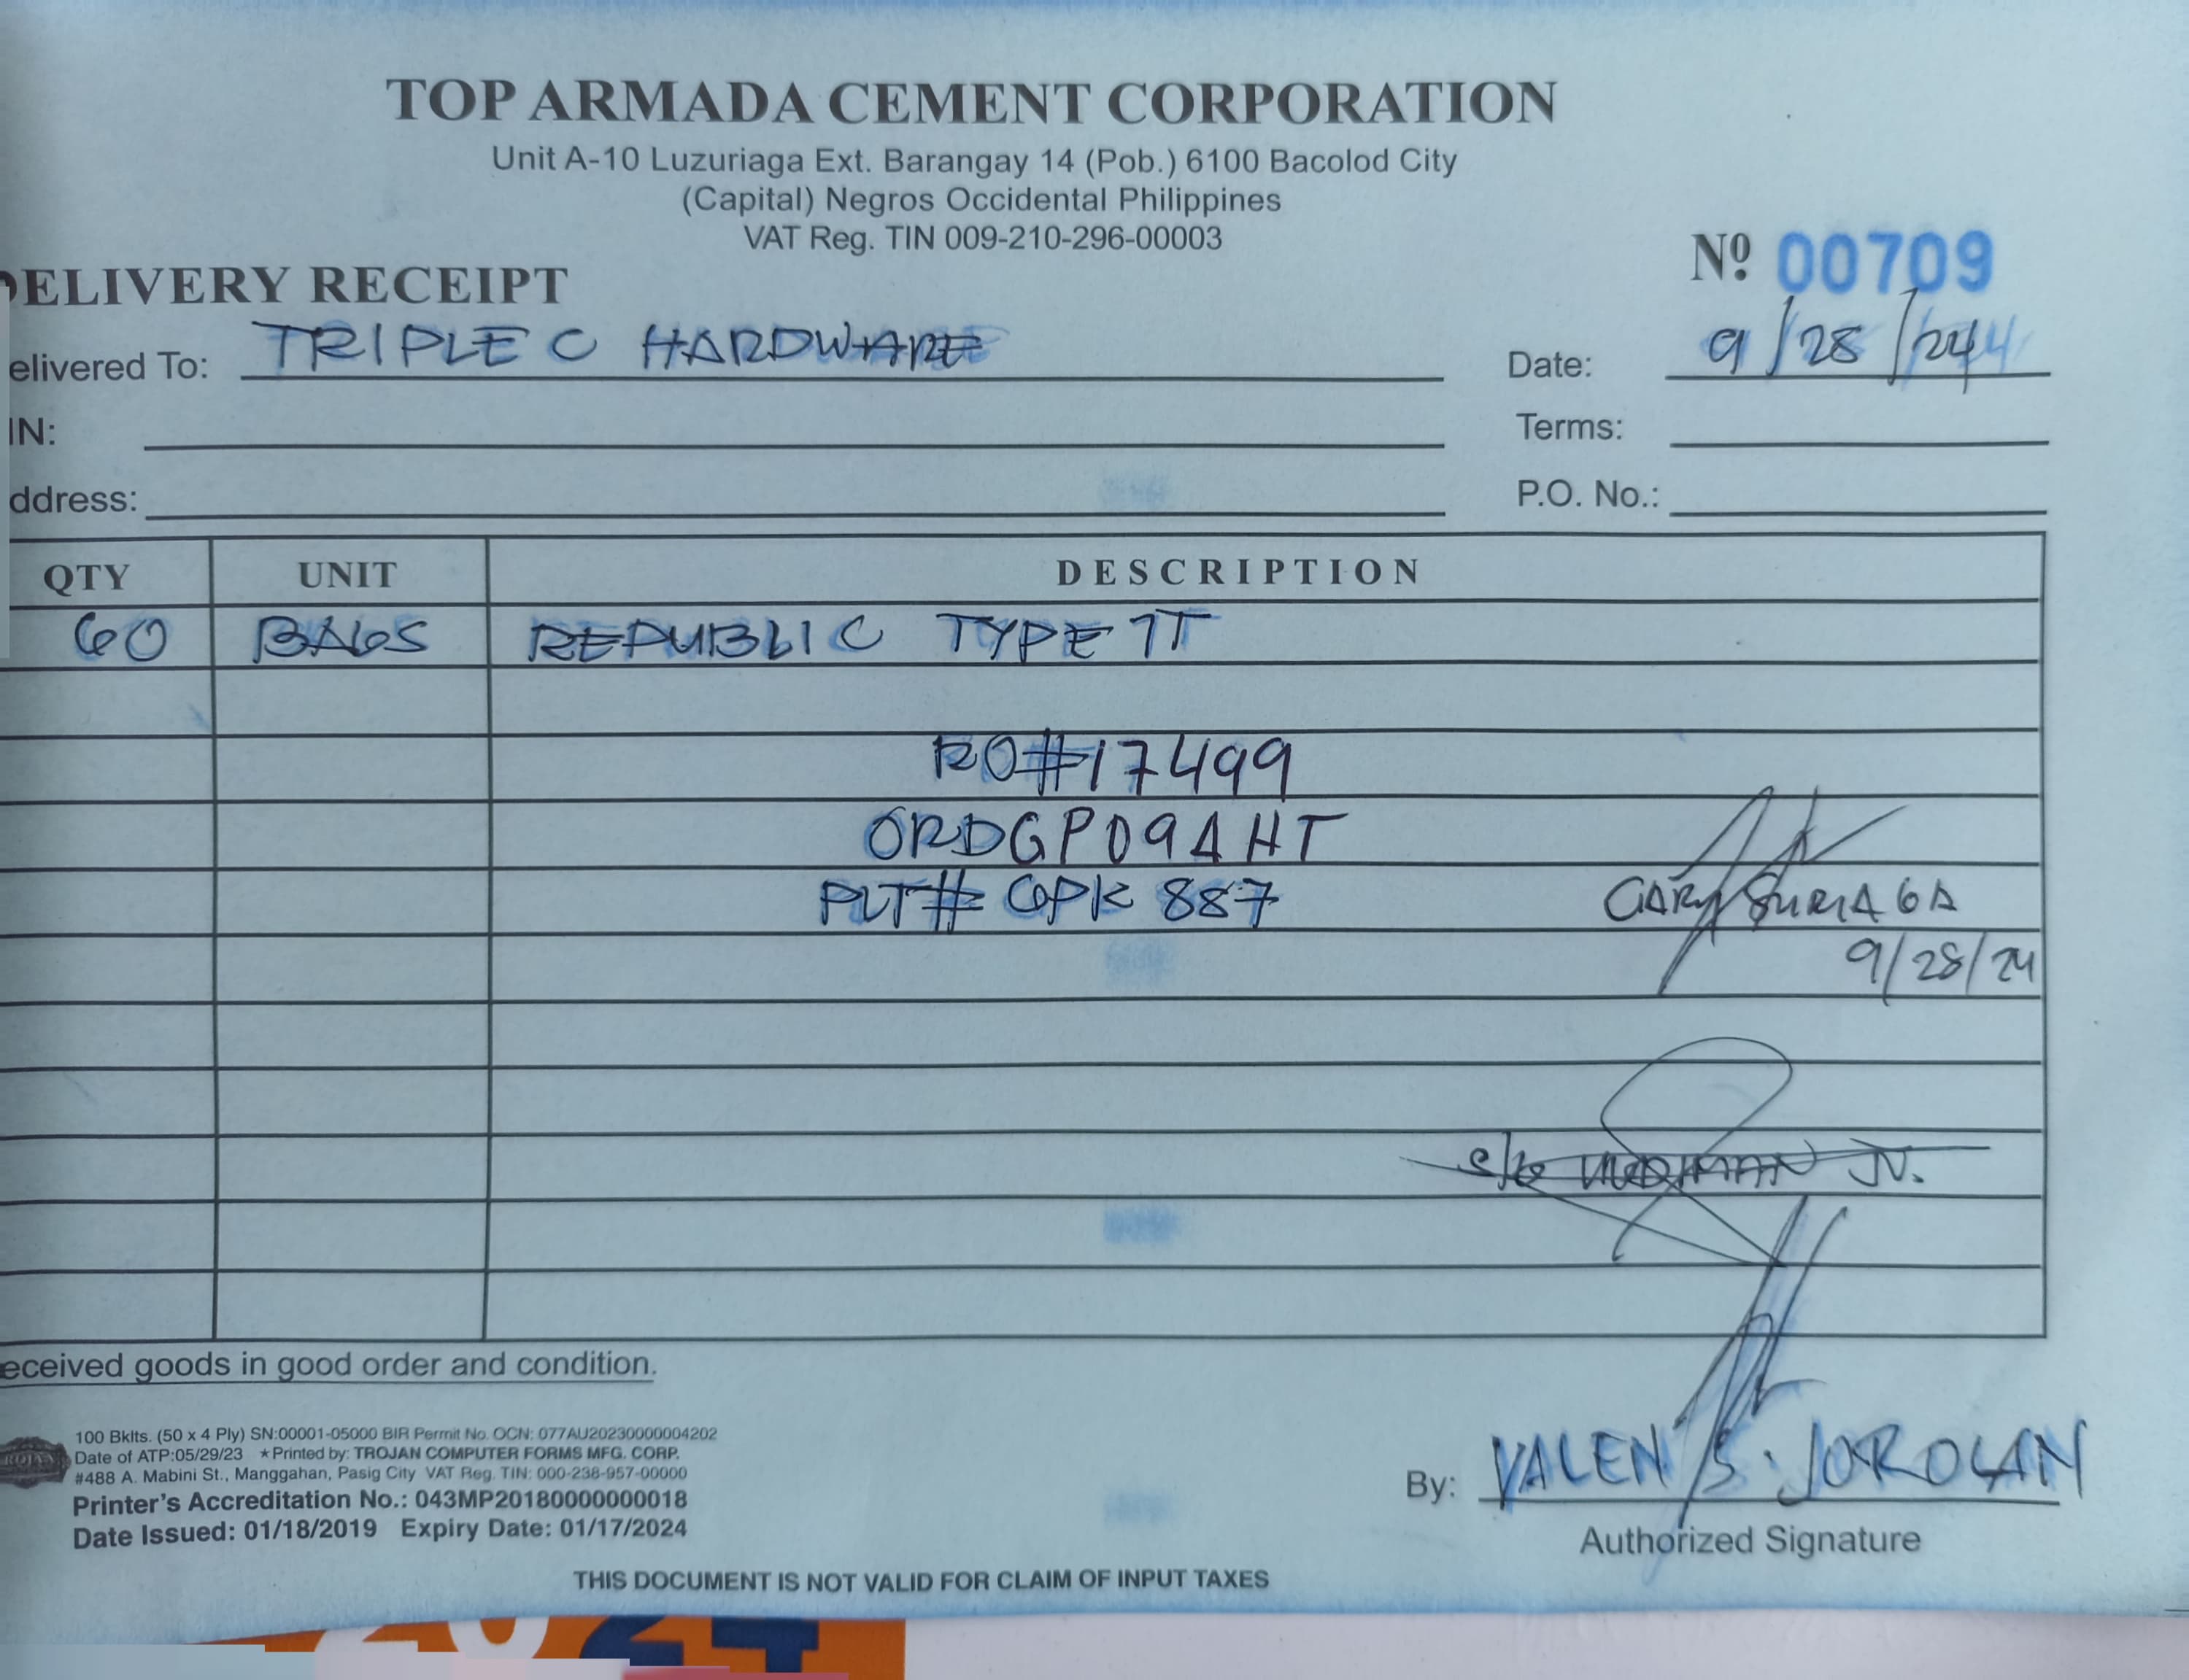 TOP ARMADA CEMENT CORPORATION
Unit A-10 Luzuriaga Ext. Barangay 14 (Pob.) 6100 Bacolod City
(Capital) Negros Occidental Philippines
VAT Reg. TIN 009-210-296-00003
Nº 00709
ELIVERY RECEIPT
elivered To: TRIPLE C HARDWARE
Date: 9/28/24
IN:
Terms:
ddress:
P.O. No.:
QTY UNIT DESCRIPTION
60 BAGS REPUBLIC TYPE 1T
RO#17499
ORDGP09AHT
PLT# GPK 887
GARY SURIAGA
9/28/24
JV.
eceived goods in good order and condition.
100 Bklts. (50 x 4 Ply) SN:00001-05000 BIR Permit No. OCN: 077AU20230000004202
Date of ATP:05/29/23 ★Printed by: TROJAN COMPUTER FORMS MFG. CORP.
#488 A. Mabini St., Manggahan, Pasig City VAT Reg. TIN: 000-238-957-00000
Printer's Accreditation No.: 043MP20180000000018
Date Issued: 01/18/2019 Expiry Date: 01/17/2024
By: VALEN S. JOROLAN
Authorized Signature
THIS DOCUMENT IS NOT VALID FOR CLAIM OF INPUT TAXES